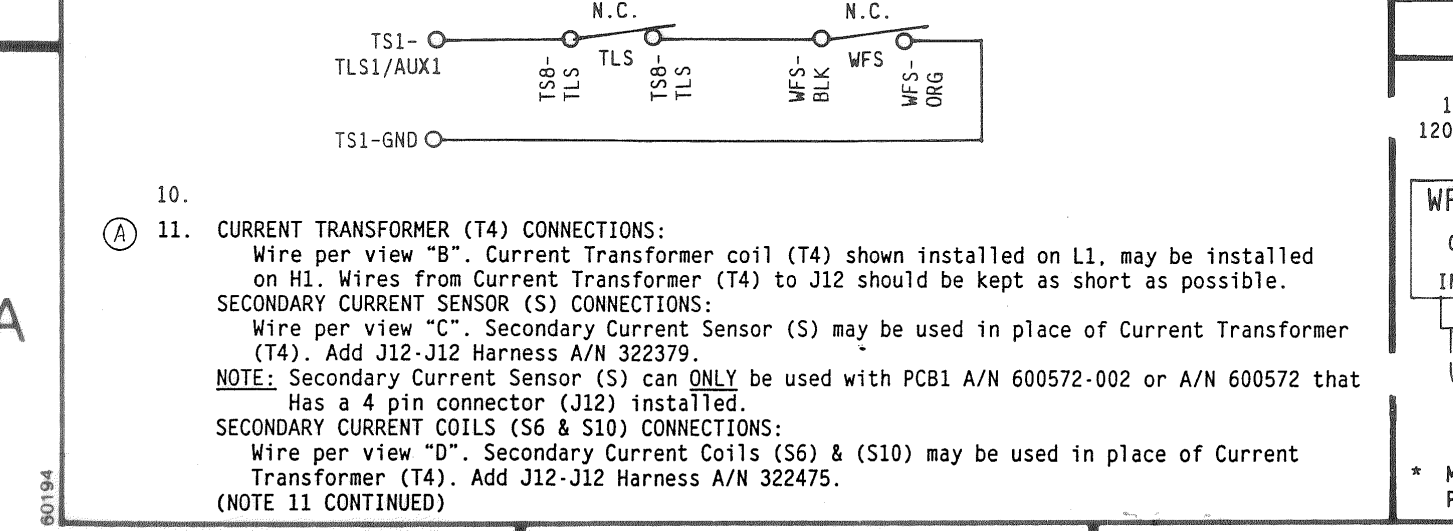 N.C. N.C.
TS1-
TLS1/AUX1
TLS
WFS
TS8-
TLS
TS8-
TLS
WFS-
BLK
WFS-
ORG
TS1-GND
10.
A 11. CURRENT TRANSFORMER (T4) CONNECTIONS:
Wire per view "B". Current Transformer coil (T4) shown installed on L1, may be installed
on H1. Wires from Current Transformer (T4) to J12 should be kept as short as possible.
SECONDARY CURRENT SENSOR (S) CONNECTIONS:
Wire per view "C". Secondary Current Sensor (S) may be used in place of Current Transformer
(T4). Add J12-J12 Harness A/N 322379.
NOTE: Secondary Current Sensor (S) can ONLY be used with PCB1 A/N 600572-002 or A/N 600572 that
Has a 4 pin connector (J12) installed.
SECONDARY CURRENT COILS (S6 & S10) CONNECTIONS:
Wire per view "D". Secondary Current Coils (S6) & (S10) may be used in place of Current
Transformer (T4). Add J12-J12 Harness A/N 322475.
(NOTE 11 CONTINUED)
A
60194
1
120
WF
*